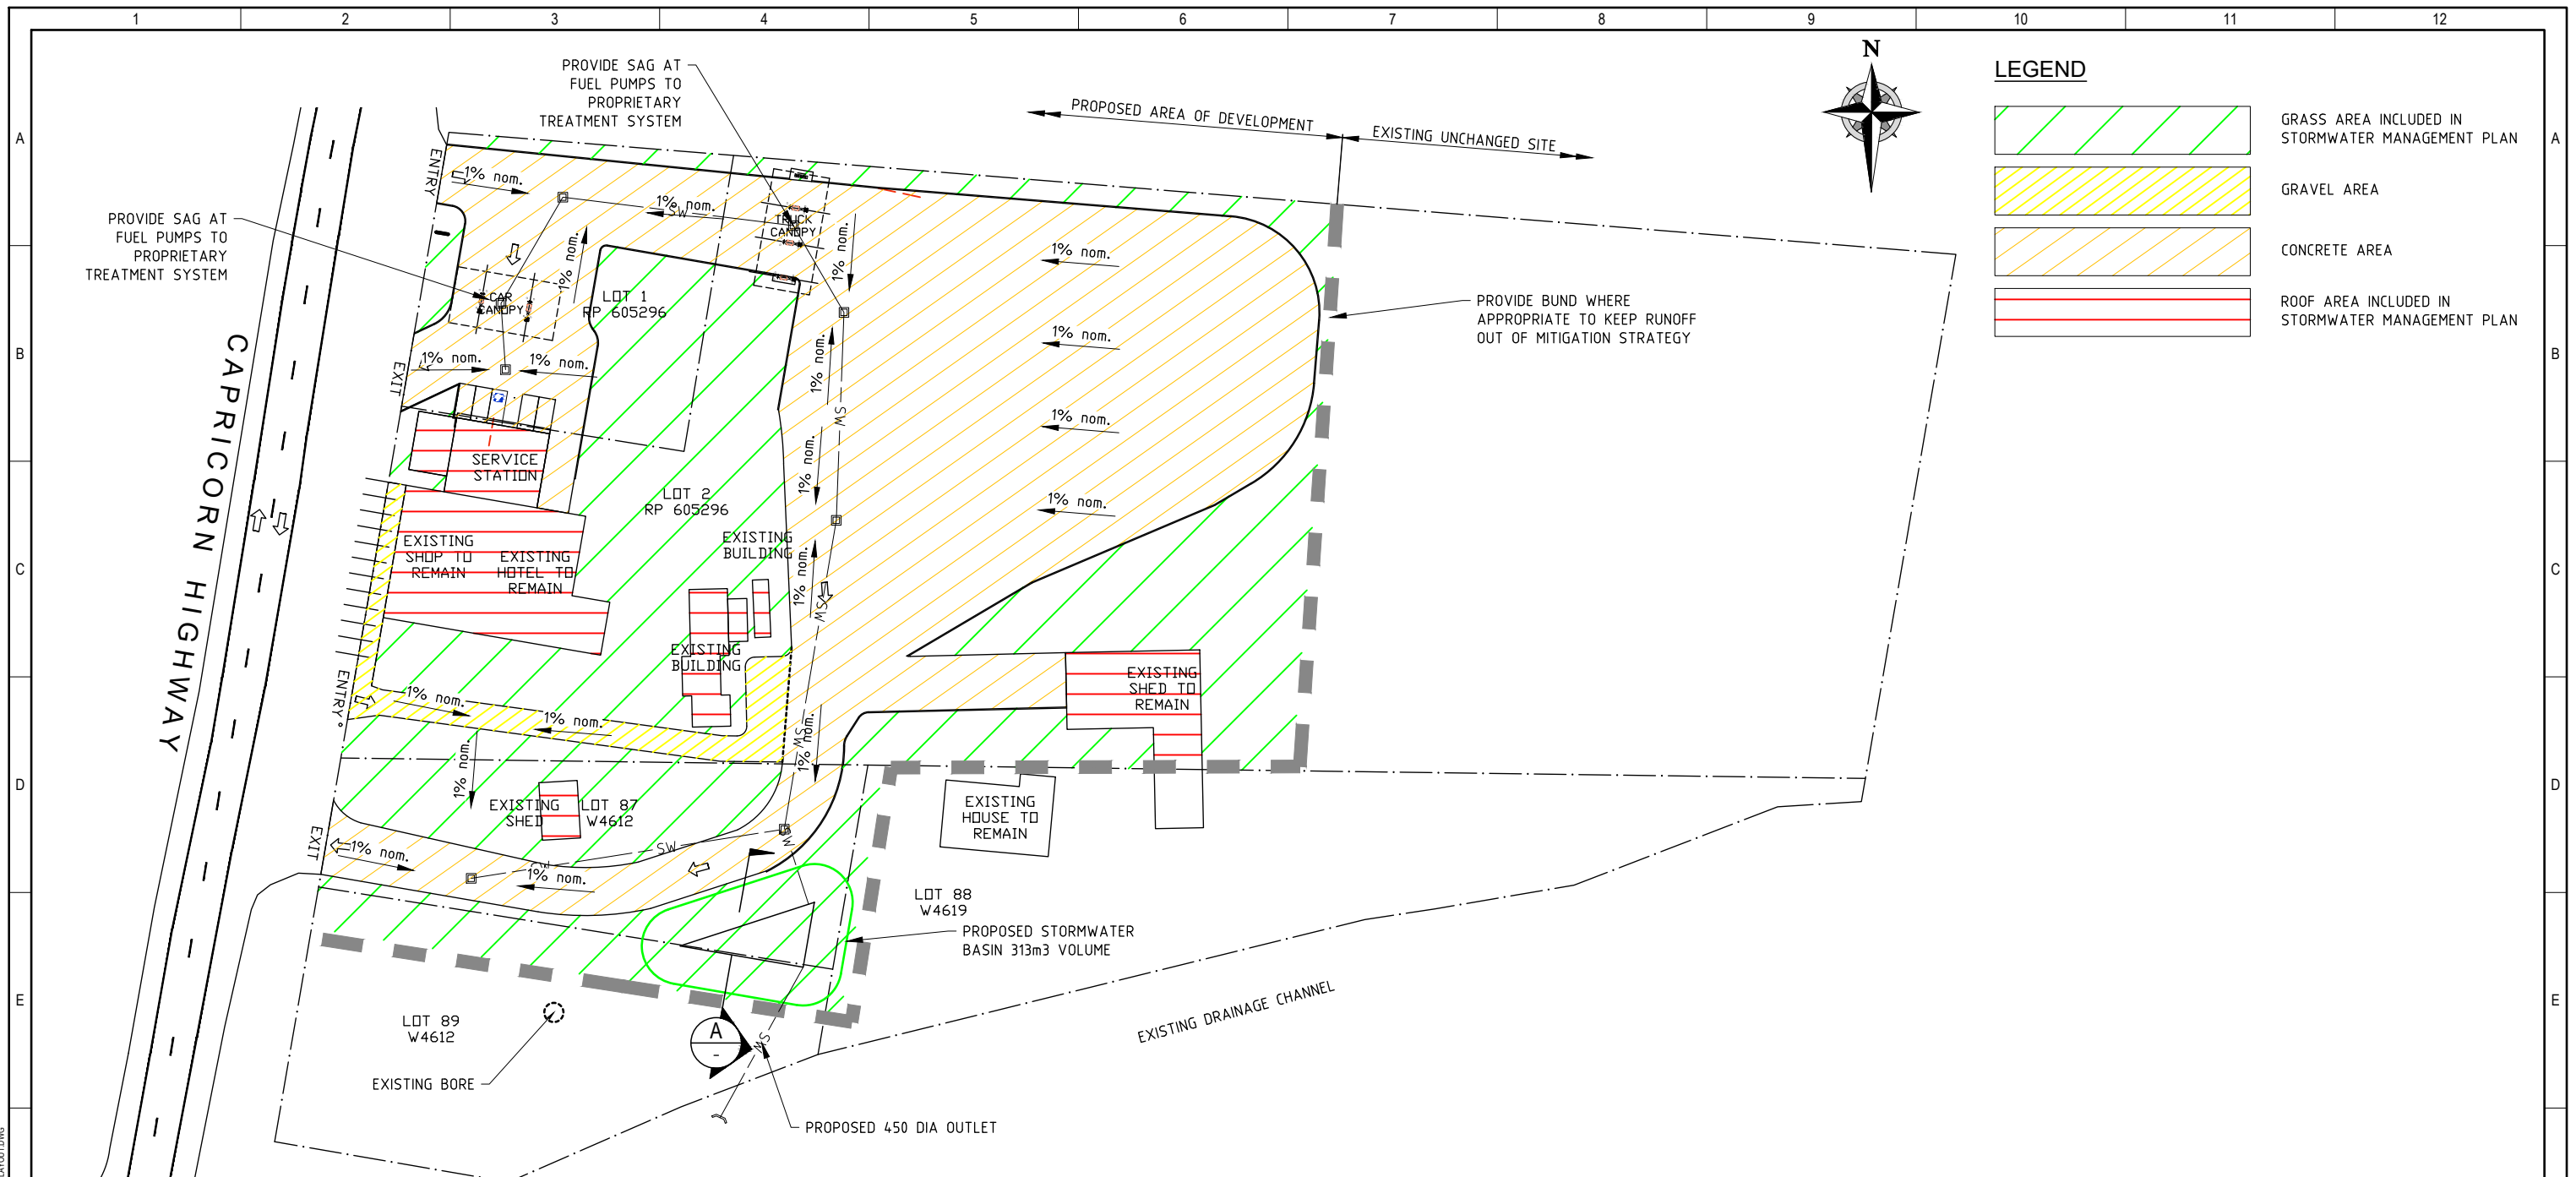 1 2 3 4 5 6 7 8 9 10 11 12
A
B
C
D
E
A
B
C
D
E
N
LEGEND
GRASS AREA INCLUDED IN
STORMWATER MANAGEMENT PLAN
GRAVEL AREA
CONCRETE AREA
ROOF AREA INCLUDED IN
STORMWATER MANAGEMENT PLAN
PROVIDE SAG AT
FUEL PUMPS TO
PROPRIETARY
TREATMENT SYSTEM
PROPOSED AREA OF DEVELOPMENT
EXISTING UNCHANGED SITE
PROVIDE SAG AT
FUEL PUMPS TO
PROPRIETARY
TREATMENT SYSTEM
ENTRY
1% nom.
1% nom.
SW
TRUCK
CANOPY
1% nom.
1% nom.
1% nom.
CAR
CANOPY
LOT 1
RP 605296
PROVIDE BUND WHERE
APPROPRIATE TO KEEP RUNOFF
OUT OF MITIGATION STRATEGY
1% nom.
1% nom.
EXIT
1% nom.
1% nom.
SW
1% nom.
1% nom.
1% nom.
CAPRICORN HIGHWAY
SERVICE
STATION
LOT 2
RP 605296
EXISTING
SHOP TO
REMAIN
EXISTING
HOTEL TO
REMAIN
EXISTING
BUILDING
1% nom.
SW
EXISTING
BUILDING
EXISTING
SHED TO
REMAIN
ENTRY
1% nom.
1% nom.
1% nom.
SW
1% nom.
EXISTING
SHED
LOT 87
W4612
EXISTING
HOUSE TO
REMAIN
EXIT
1% nom.
SW
SW
SW
1% nom.
LOT 88
W4619
PROPOSED STORMWATER
BASIN 313m3 VOLUME
LOT 89
W4612
A
-
SW
EXISTING DRAINAGE CHANNEL
EXISTING BORE
PROPOSED 450 DIA OUTLET